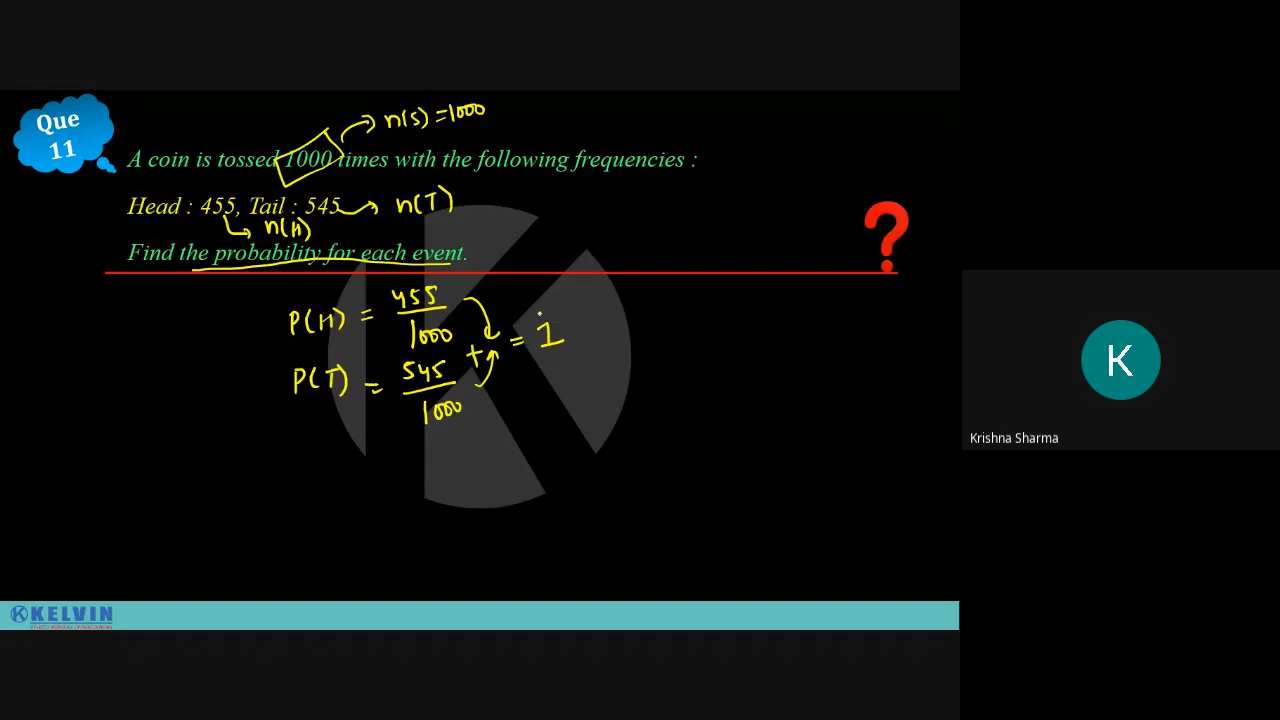 Que
11
n(s) = 1000
A coin is tossed 1000 times with the following frequencies :
Head : 455, Tail : 545
n(T)
n(H)
Find the probability for each event.
P(H) = 455/1000
+ = 1
P(T) = 545/1000
K
Krishna Sharma
KELVIN